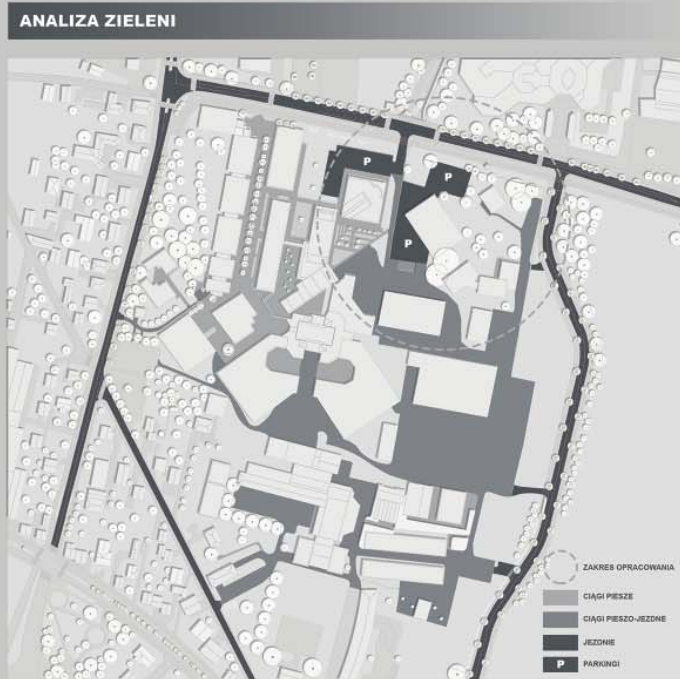 ANALIZA ZIELENI
P
P
P
ZAKRES OPRACOWANIA
CIĄGI PIESZE
CIĄGI PIESZO-JEZDNE
JEZDNIE
P PARKINGI